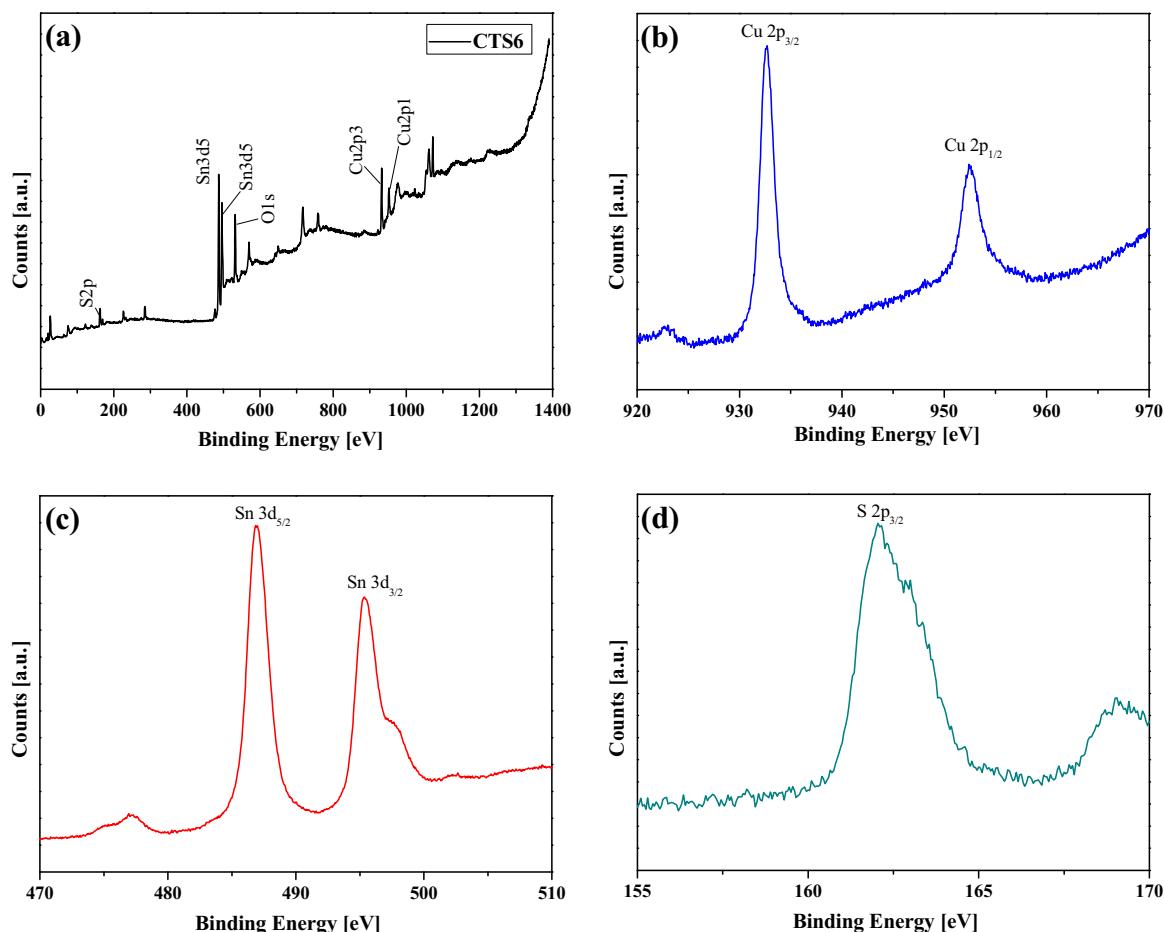 (a)
CTS6
S2p
Sn3d5
Sn3d5
O1s
Cu2p3
Cu2p1
Counts [a.u.]
0 200 400 600 800 1000 1200 1400
Binding Energy [eV]
(b)
Cu 2p3/2
Cu 2p1/2
Counts [a.u.]
920 930 940 950 960 970
Binding Energy [eV]
(c)
Sn 3d5/2
Sn 3d3/2
Counts [a.u.]
470 480 490 500 510
Binding Energy [eV]
(d)
S 2p3/2
Counts [a.u.]
155 160 165 170
Binding Energy [eV]